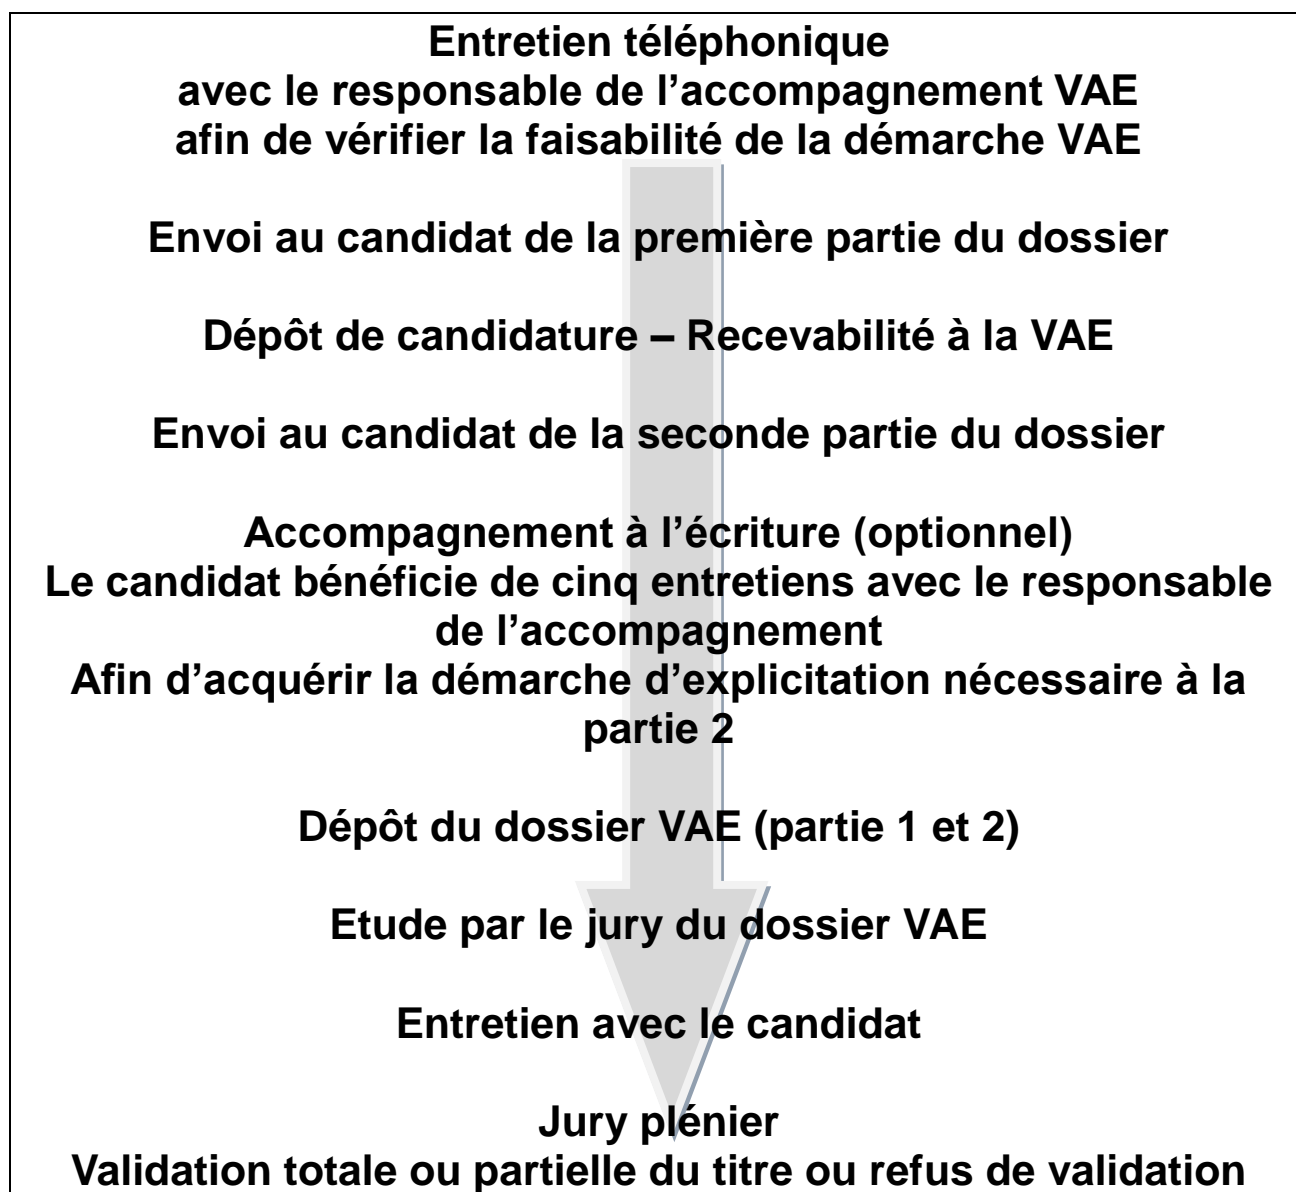 Entretien téléphonique
avec le responsable de l’accompagnement VAE
afin de vérifier la faisabilité de la démarche VAE
Envoi au candidat de la première partie du dossier
Dépôt de candidature – Recevabilité à la VAE
Envoi au candidat de la seconde partie du dossier
Accompagnement à l’écriture (optionnel)
Le candidat bénéficie de cinq entretiens avec le responsable
de l’accompagnement
Afin d’acquérir la démarche d’explicitation nécessaire à la
partie 2
Dépôt du dossier VAE (partie 1 et 2)
Etude par le jury du dossier VAE
Entretien avec le candidat
Jury plénier
Validation totale ou partielle du titre ou refus de validation